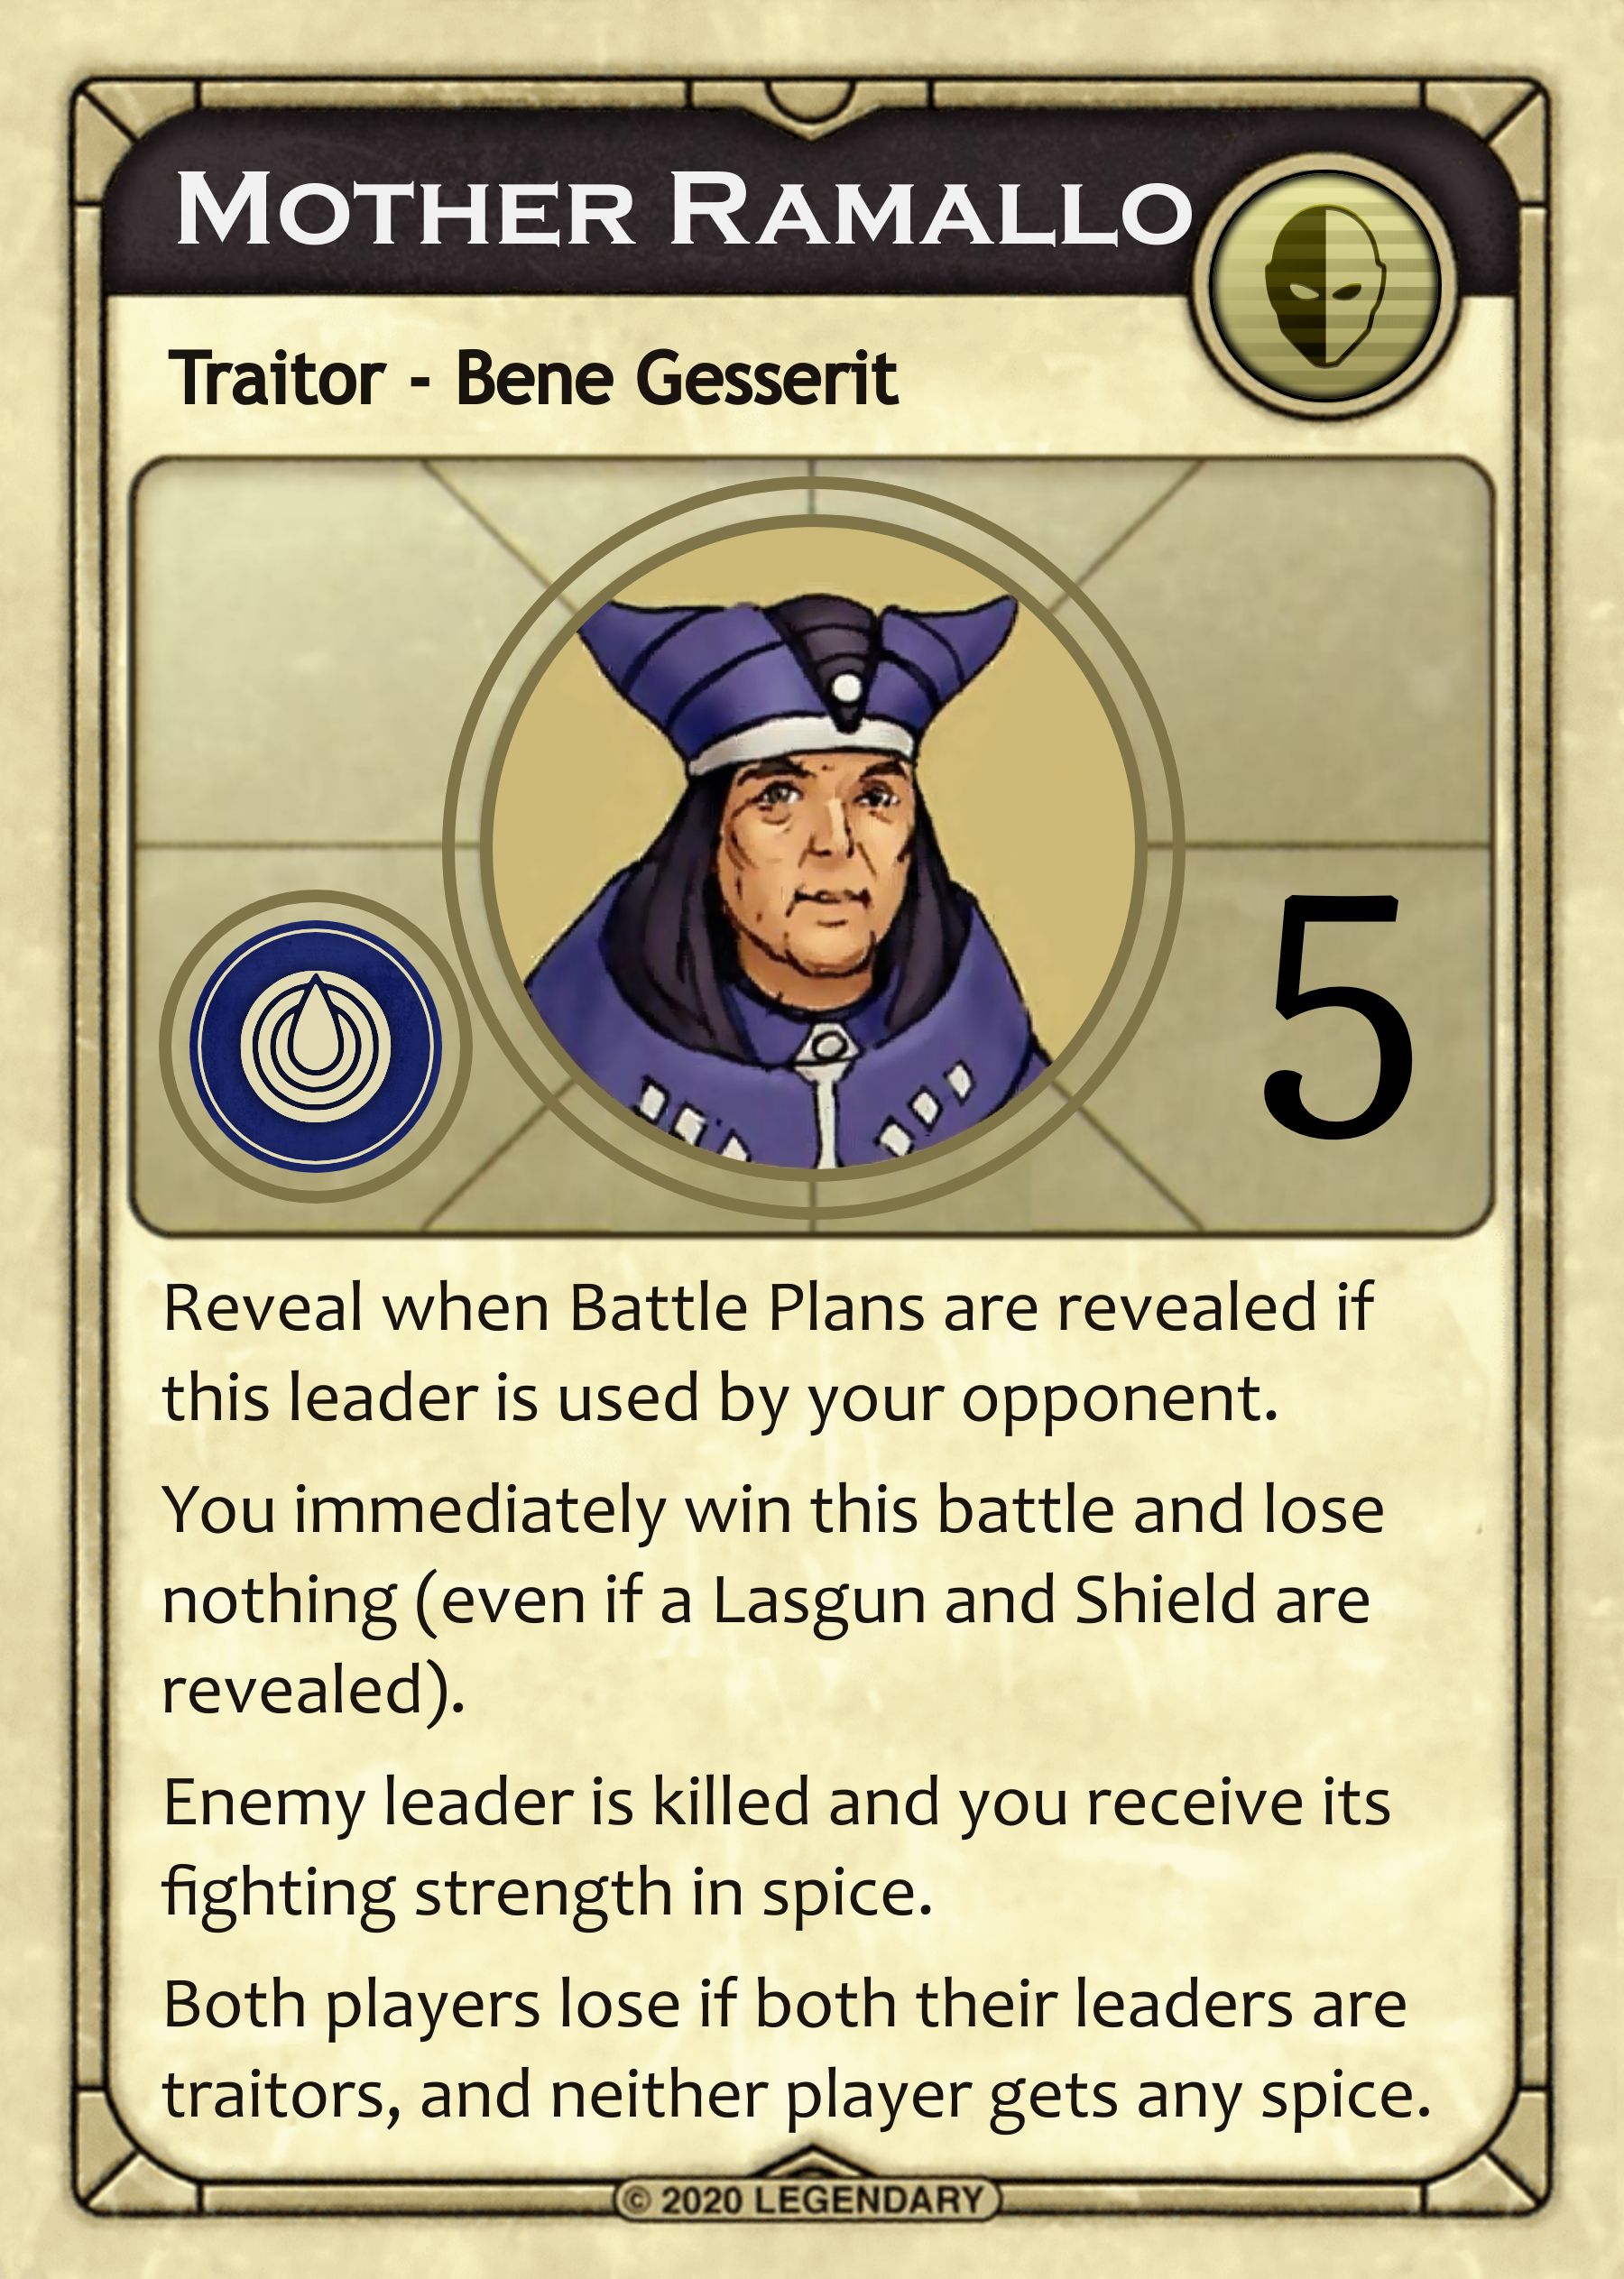 MOTHER RAMALLO
Traitor - Bene Gesserit
5
Reveal when Battle Plans are revealed if
this leader is used by your opponent.
You immediately win this battle and lose
nothing (even if a Lasgun and Shield are
revealed).
Enemy leader is killed and you receive its
fighting strength in spice.
Both players lose if both their leaders are
traitors, and neither player gets any spice.
© 2020 LEGENDARY